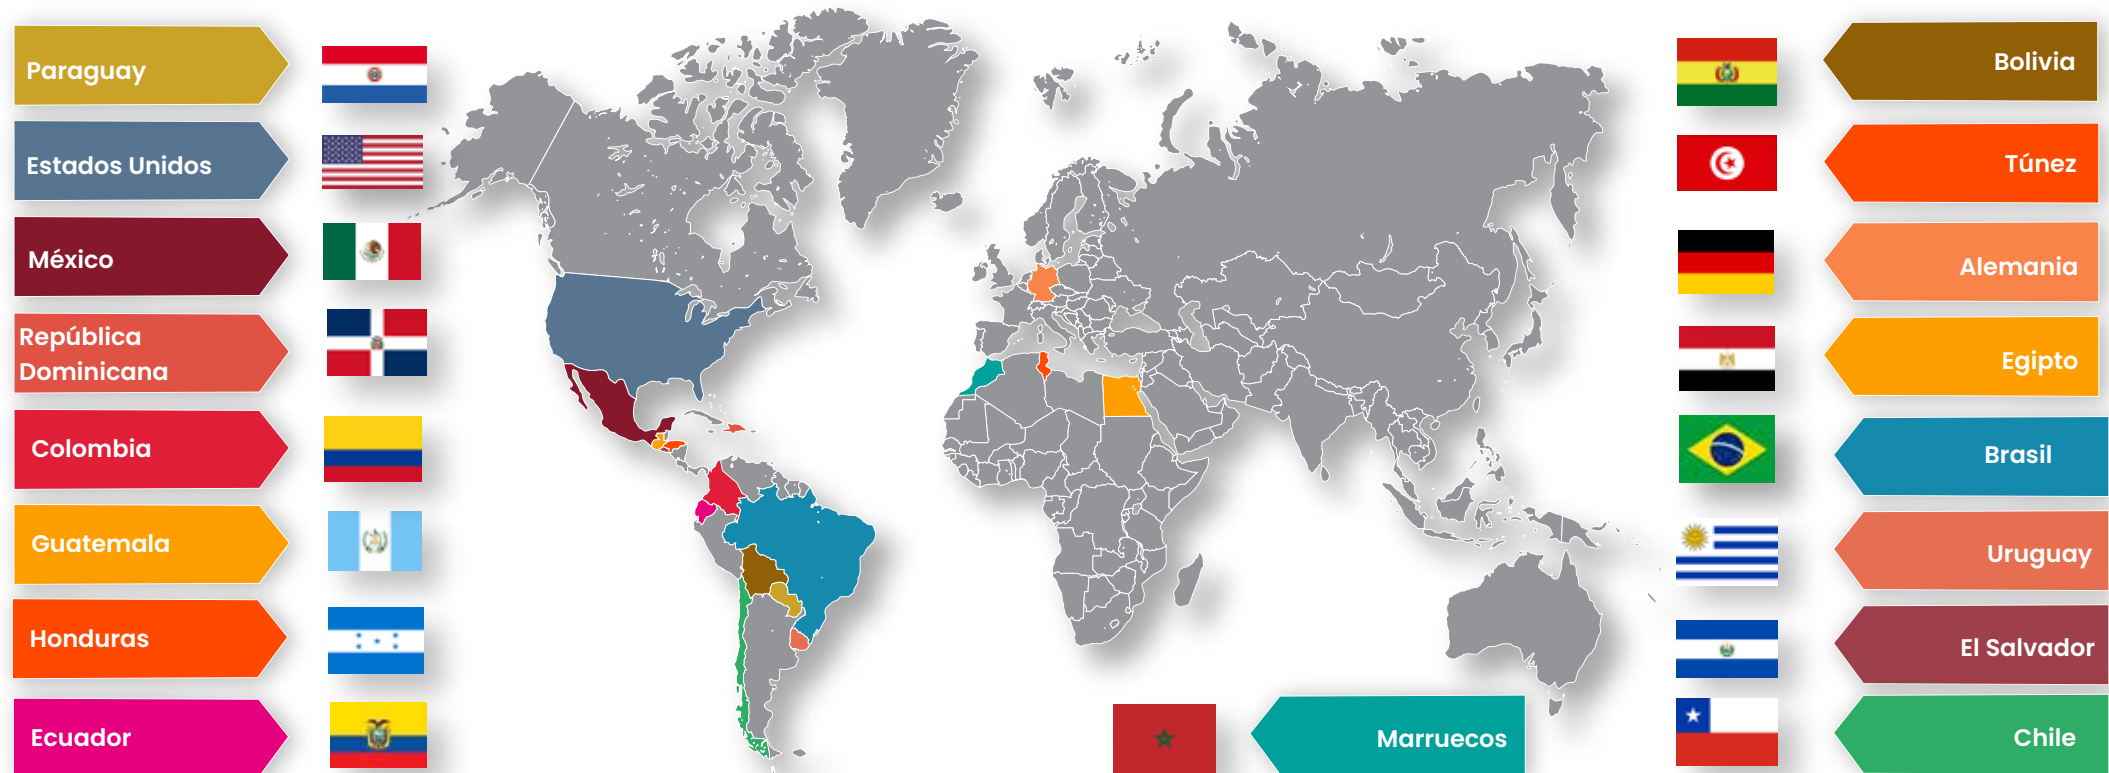 Paraguay
Estados Unidos
México
República
Dominicana
Colombia
Guatemala
Honduras
Ecuador
Bolivia
Túnez
Alemania
Egipto
Brasil
Uruguay
El Salvador
Chile
Marruecos